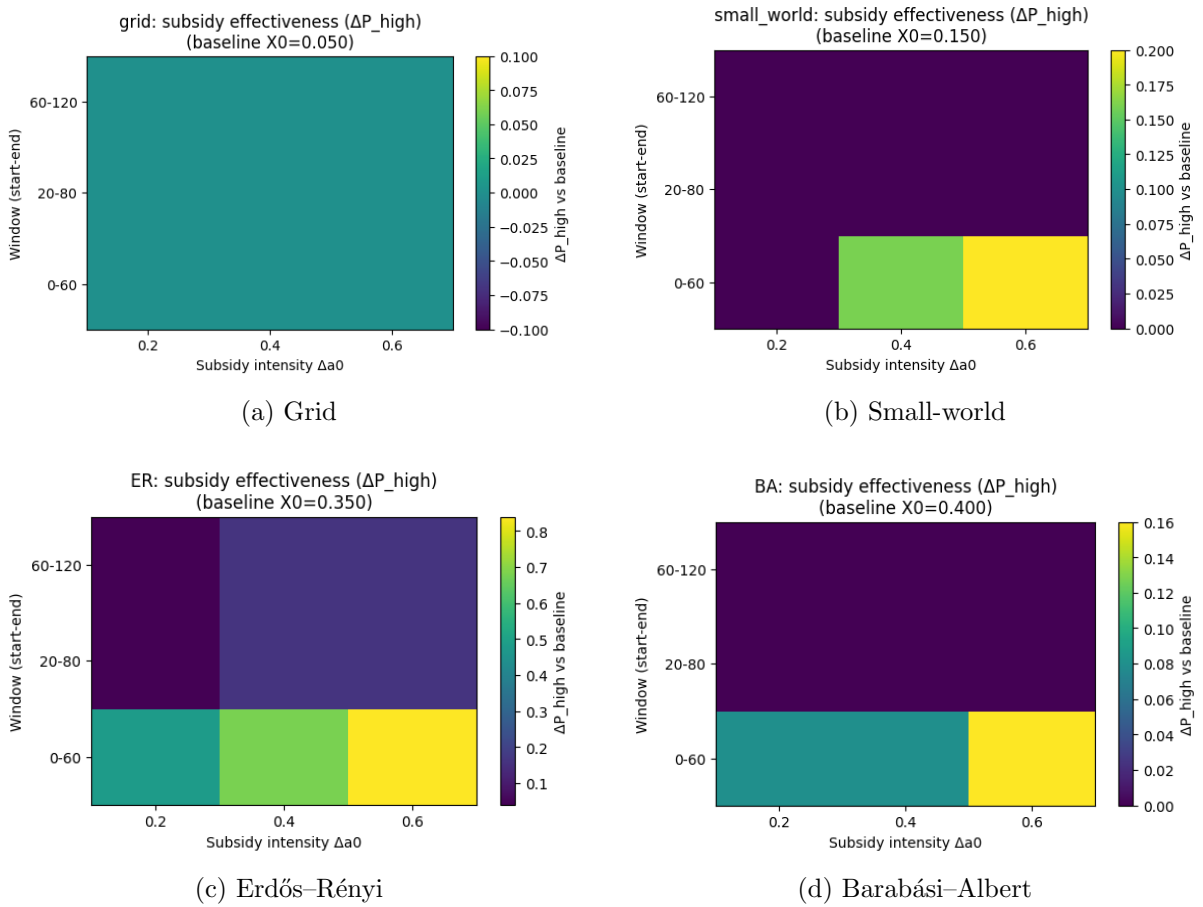 grid: subsidy effectiveness (ΔP_high)
(baseline X0=0.050)
Window (start-end)
60-120
20-80
0-60
0.2
0.4
0.6
Subsidy intensity Δa0
0.100
0.075
0.050
0.025
0.000
−0.025
−0.050
−0.075
−0.100
ΔP_high vs baseline
(a) Grid
small_world: subsidy effectiveness (ΔP_high)
(baseline X0=0.150)
Window (start-end)
60-120
20-80
0-60
0.2
0.4
0.6
Subsidy intensity Δa0
0.200
0.175
0.150
0.125
0.100
0.075
0.050
0.025
0.000
ΔP_high vs baseline
(b) Small-world
ER: subsidy effectiveness (ΔP_high)
(baseline X0=0.350)
Window (start-end)
60-120
20-80
0-60
0.2
0.4
0.6
Subsidy intensity Δa0
0.8
0.7
0.6
0.5
0.4
0.3
0.2
0.1
ΔP_high vs baseline
(c) Erdős–Rényi
BA: subsidy effectiveness (ΔP_high)
(baseline X0=0.400)
Window (start-end)
60-120
20-80
0-60
0.2
0.4
0.6
Subsidy intensity Δa0
0.16
0.14
0.12
0.10
0.08
0.06
0.04
0.02
0.00
ΔP_high vs baseline
(d) Barabási–Albert